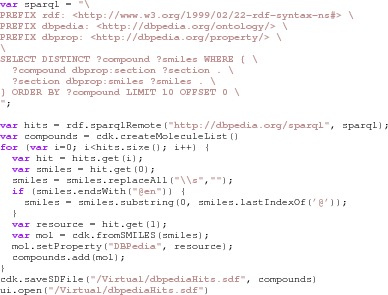 var sparql = "\
PREFIX rdf: <http://www.w3.org/1999/02/22-rdf-syntax-ns#> \
PREFIX dbpedia: <http://dbpedia.org/ontology/> \
PREFIX dbprop: <http://dbpedia.org/property/> \
\
SELECT DISTINCT ?compound ?smiles WHERE { \
  ?compound dbprop:section ?section . \
  ?section dbprop:smiles ?smiles . \
} ORDER BY ?compound LIMIT 10 OFFSET 0 \
";
var hits = rdf.sparqlRemote("http://dbpedia.org/sparql", sparql);
var compounds = cdk.createMoleculeList()
for (var i=0; i<hits.size(); i++) {
  var hit = hits.get(i);
  var smiles = hit.get(0);
  smiles = smiles.replaceAll("\\s","");
  if (smiles.endsWith("@en")) {
    smiles = smiles.substring(0, smiles.lastIndexOf('@'));
  }
  var resource = hit.get(1);
  var mol = cdk.fromSMILES(smiles);
  mol.setProperty("DBPedia", resource);
  compounds.add(mol);
}
cdk.saveSDFile("/Virtual/dbpediaHits.sdf", compounds)
ui.open("/Virtual/dbpediaHits.sdf")